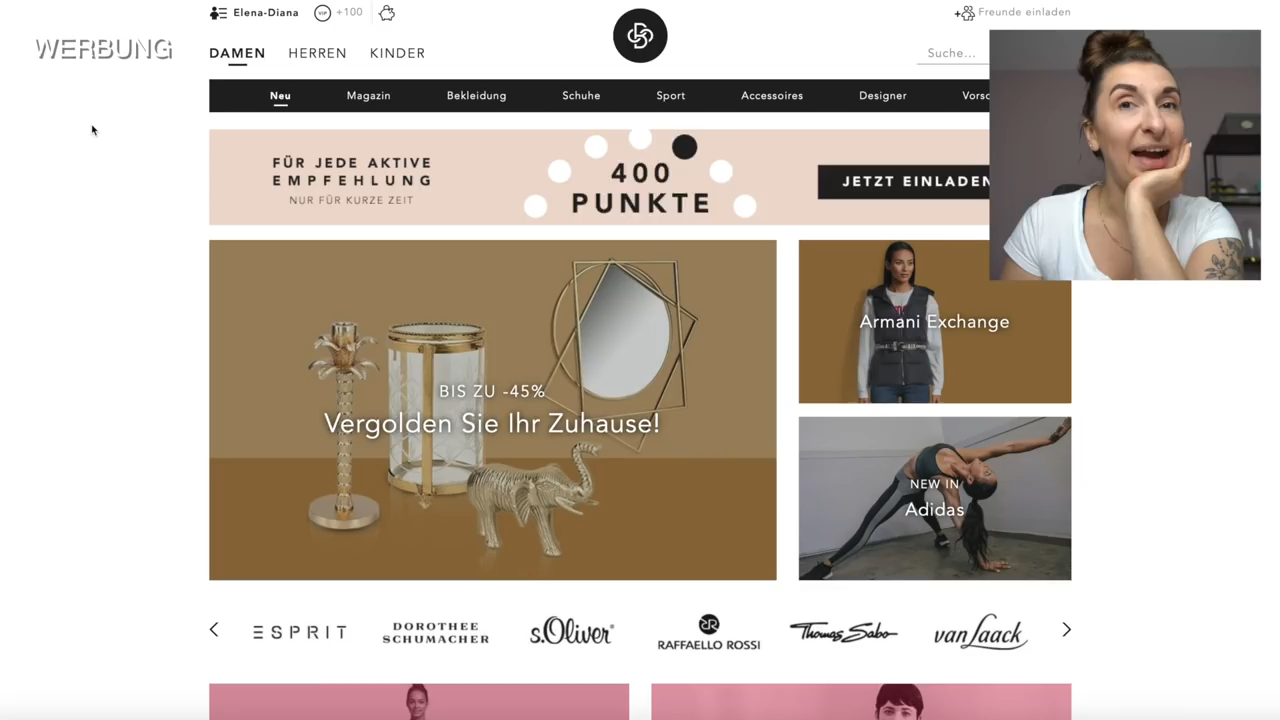 Elena-Diana
VIP
+100
Freunde einladen
WERBUNG
DAMEN
HERREN
KINDER
Suche...
Neu
Magazin
Bekleidung
Schuhe
Sport
Accessoires
Designer
FÜR JEDE AKTIVE
EMPFEHLUNG
NUR FÜR KURZE ZEIT
400
PUNKTE
JETZT EINLADEN
BIS ZU -45%
Vergolden Sie Ihr Zuhause!
Armani Exchange
NEW IN
Adidas
ESPRIT
DOROTHEE
SCHUMACHER
s.Oliver
RAFFAELLO ROSSI
Thomas Sabo
van Laack